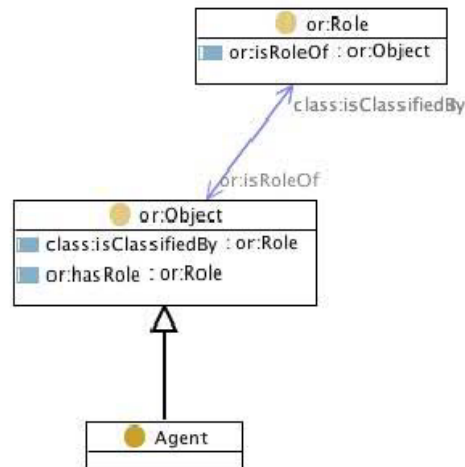 or:Role
or:isRoleOf : or:Object
class:isClassifiedBy
or:isRoleOf
or:Object
class:isClassifiedBy : or:Role
or:hasRole : or:Role
Agent